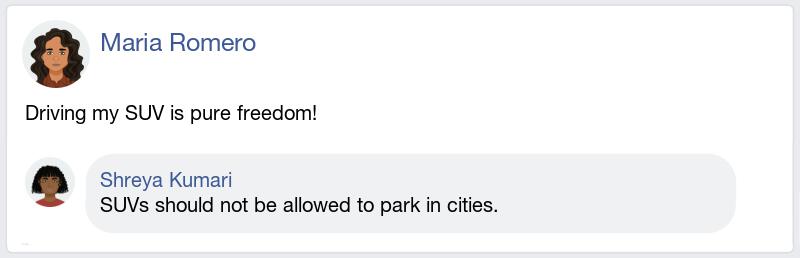 Maria Romero
Driving my SUV is pure freedom!
Shreya Kumari
SUVs should not be allowed to park in cities.